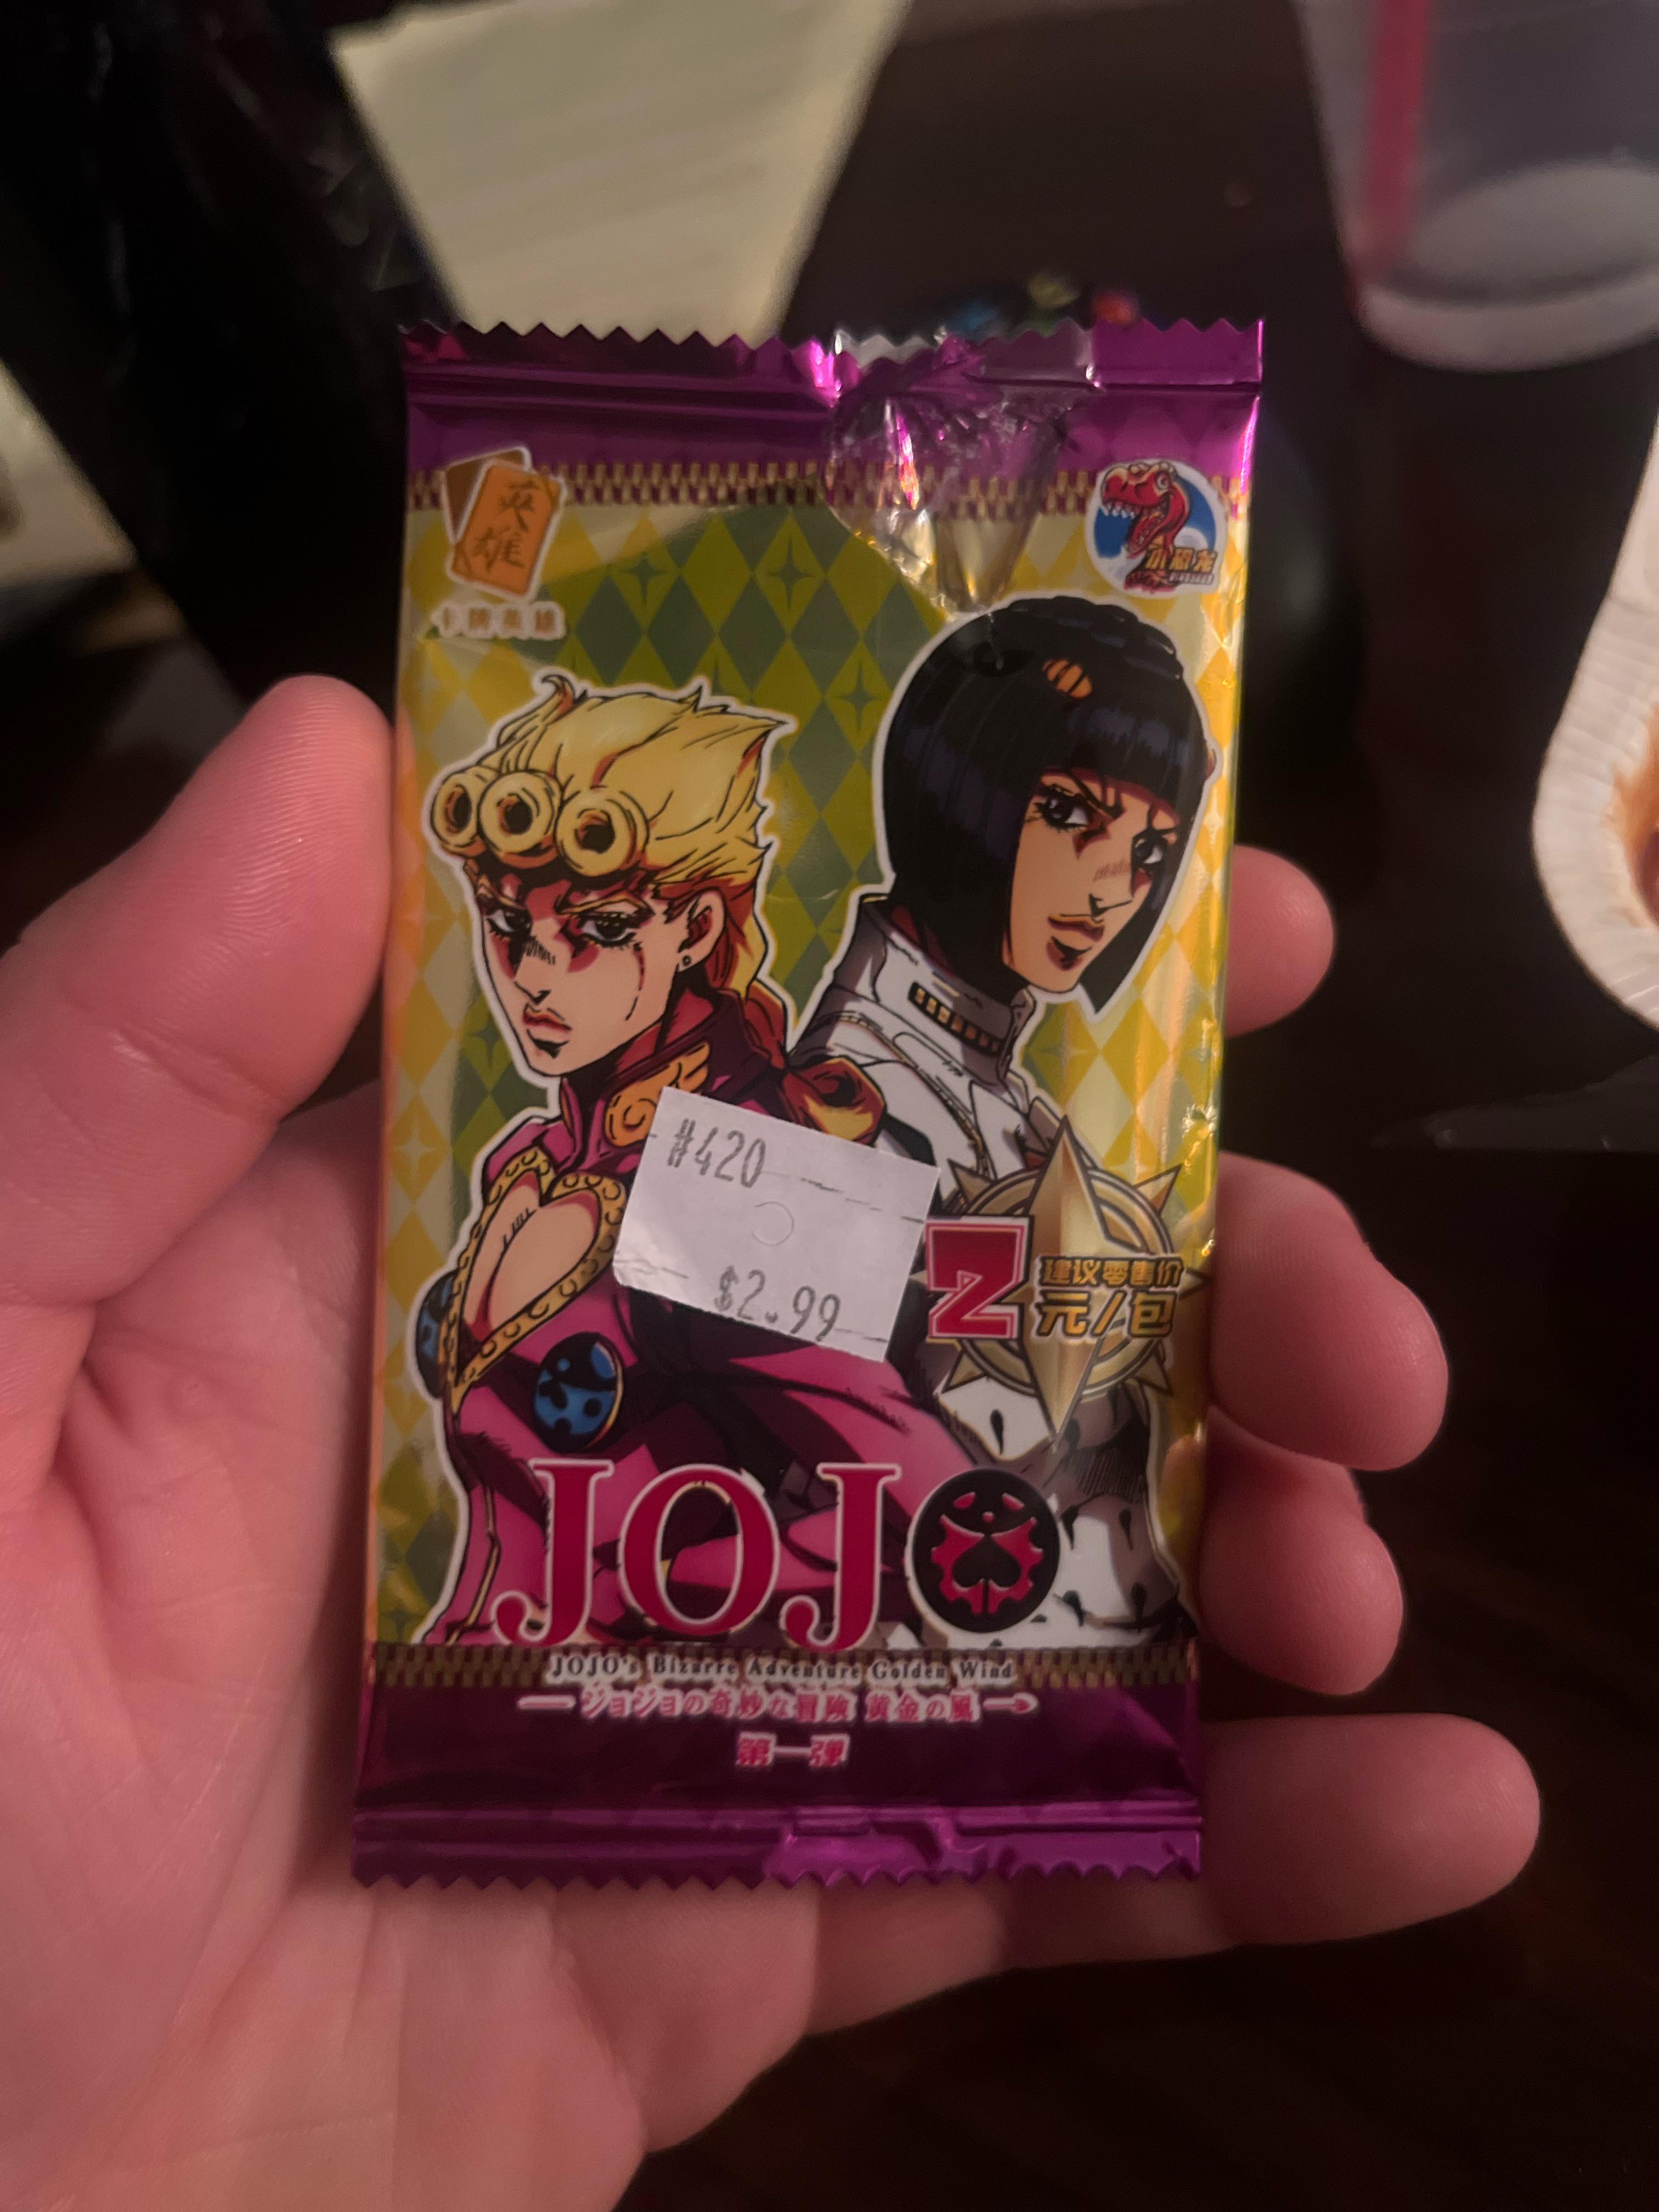 英雄
卡牌英雄
小恐龙
#420
$2.99
建议零售价
2元/包
JOJO
JOJO's Bizarre Adventure Golden Wind
ジョジョの奇妙な冒険 黄金の風
第一弹